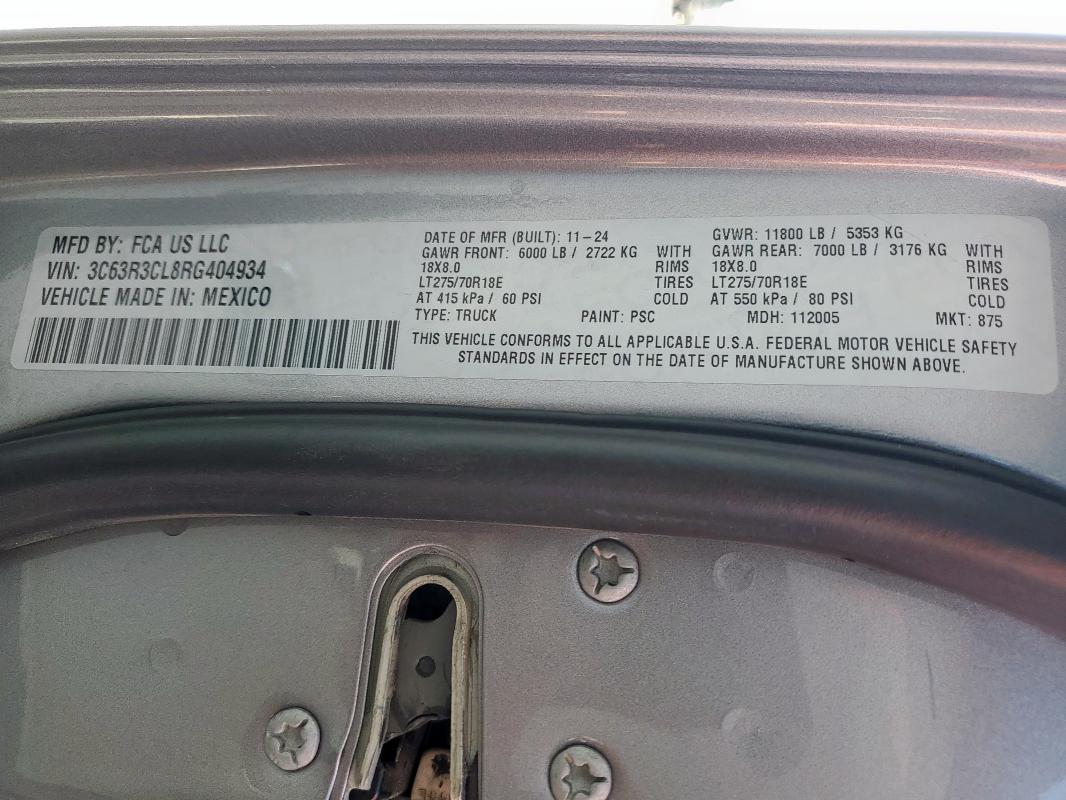 MFD BY: FCA US LLC
VIN: 3C63R3CL8RG404934
VEHICLE MADE IN: MEXICO
DATE OF MFR (BUILT): 11-24 GVWR: 11800 LB / 5353 KG
GAWR FRONT: 6000 LB / 2722 KG WITH GAWR REAR: 7000 LB / 3176 KG WITH
18X8.0 RIMS 18X8.0 RIMS
LT275/70R18E TIRES LT275/70R18E TIRES
AT 415 kPa / 60 PSI COLD AT 550 kPa / 80 PSI COLD
TYPE: TRUCK PAINT: PSC MDH: 112005 MKT: 875
THIS VEHICLE CONFORMS TO ALL APPLICABLE U.S.A. FEDERAL MOTOR VEHICLE SAFETY
STANDARDS IN EFFECT ON THE DATE OF MANUFACTURE SHOWN ABOVE.